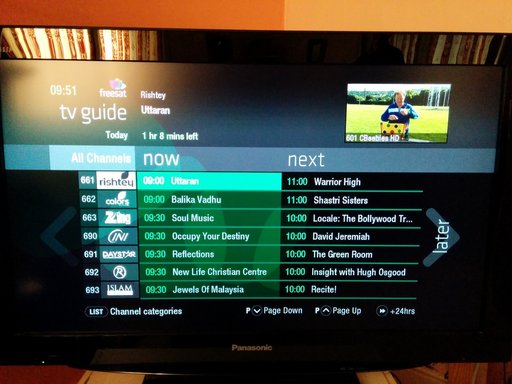 09:51
freesat
Rishtey
tv guide
Uttaran
Today
1 hr 8 mins left
601 CBeebies HD
All Channels now next
661 rishtey 09:00 Uttaran 11:00 Warrior High
662 colors 09:00 Balika Vadhu 11:00 Shastri Sisters
663 Zing 09:30 Soul Music 10:00 Locale: The Bollywood Tr...
690 INI 09:30 Occupy Your Destiny 10:00 David Jeremiah
691 DAYSTAR 09:30 Reflections 10:00 The Green Room
692 R 09:30 New Life Christian Centre 10:00 Insight with Hugh Osgood
693 ISLAM 09:30 Jewels Of Malaysia 10:00 Recite!
later
LIST Channel categories P Page Down P Page Up +24hrs
Panasonic